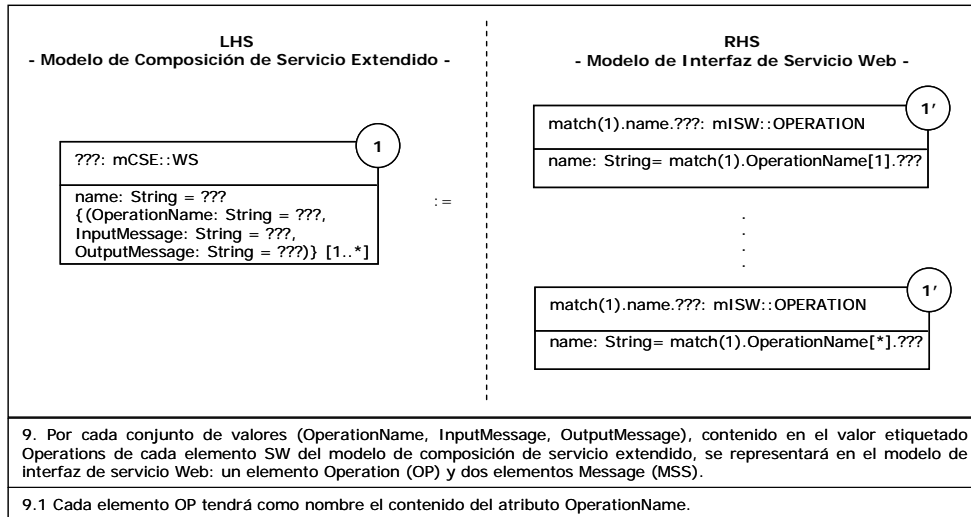 LHS
- Modelo de Composición de Servicio Extendido -
1
???: mCSE::WS
name: String = ???
{(OperationName: String = ???,
InputMessage: String = ???,
OutputMessage: String = ???)} [1..*]
:=
RHS
- Modelo de Interfaz de Servicio Web -
1'
match(1).name.???: mISW::OPERATION
name: String= match(1).OperationName[1].???
.
.
.
.
1'
match(1).name.???: mISW::OPERATION
name: String= match(1).OperationName[*].???
9. Por cada conjunto de valores (OperationName, InputMessage, OutputMessage), contenido en el valor etiquetado
Operations de cada elemento SW del modelo de composición de servicio extendido, se representará en el modelo de
interfaz de servicio Web: un elemento Operation (OP) y dos elementos Message (MSS).
9.1 Cada elemento OP tendrá como nombre el contenido del atributo OperationName.